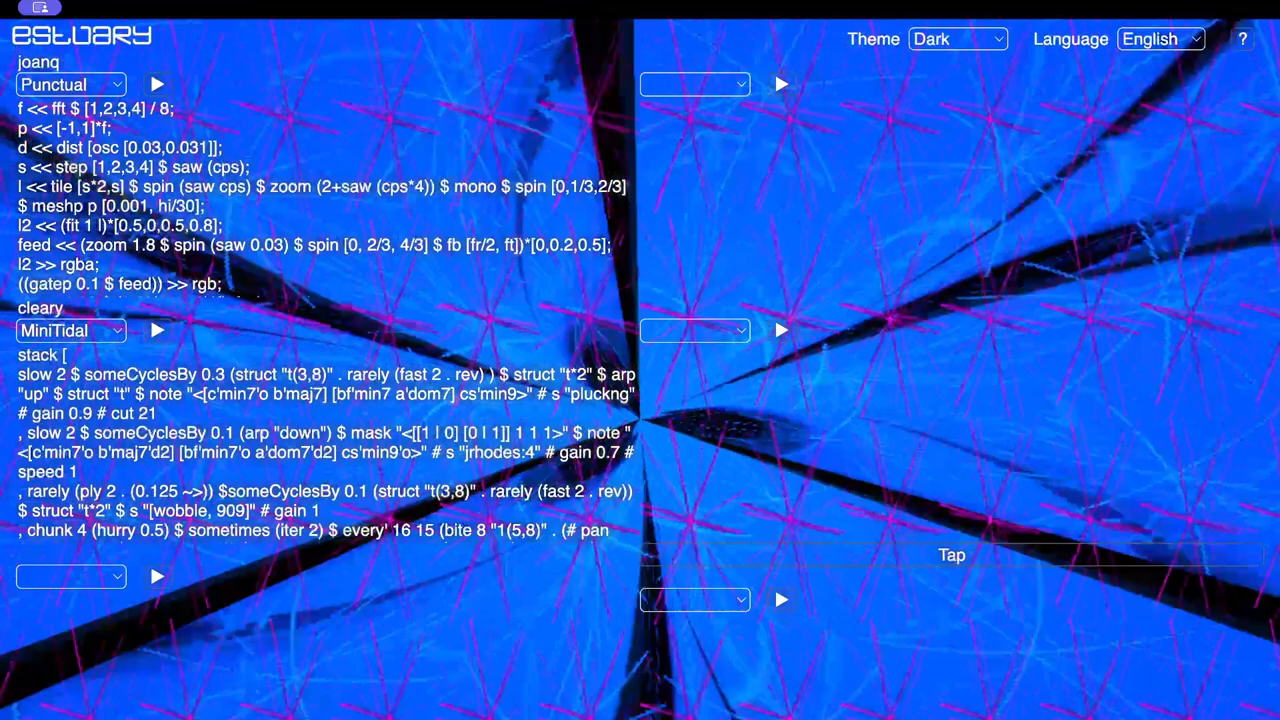 estuary
Theme Dark Language English ?
joanq
Punctual
f << fft $ [1,2,3,4] / 8;
p << [-1,1]*f;
d << dist [osc [0.03,0.031]];
s << step [1,2,3,4] $ saw (cps);
l << tile [s*2,s] $ spin (saw cps) $ zoom (2+saw (cps*4)) $ mono $ spin [0,1/3,2/3]
$ meshp p [0.001, hi/30];
l2 << (fit 1 l)*[0.5,0,0.5,0.8];
feed << (zoom 1.8 $ spin (saw 0.03) $ spin [0, 2/3, 4/3] $ fb [fr/2, ft])*[0,0.2,0.5];
l2 >> rgba;
((gatep 0.1 $ feed)) >> rgb;
cleary
MiniTidal
stack [
slow 2 $ someCyclesBy 0.3 (struct "t(3,8)" . rarely (fast 2 . rev) ) $ struct "t*2" $ arp
"up" $ struct "t" $ note "<[c'min7'o b'maj7] [bf'min7 a'dom7] cs'min9>" # s "pluckng"
# gain 0.9 # cut 21
, slow 2 $ someCyclesBy 0.1 (arp "down") $ mask "<[[1 | 0] [0 | 1]] 1 1 1>" $ note "
<[c'min7'o b'maj7'd2] [bf'min7'o a'dom7'd2] cs'min9'o>" # s "jrhodes:4" # gain 0.7 #
speed 1
, rarely (ply 2 . (0.125 ~>)) $someCyclesBy 0.1 (struct "t(3,8)" . rarely (fast 2 . rev))
$ struct "t*2" $ s "[wobble, 909]" # gain 1
, chunk 4 (hurry 0.5) $ sometimes (iter 2) $ every' 16 15 (bite 8 "1(5,8)" . (# pan
Tap